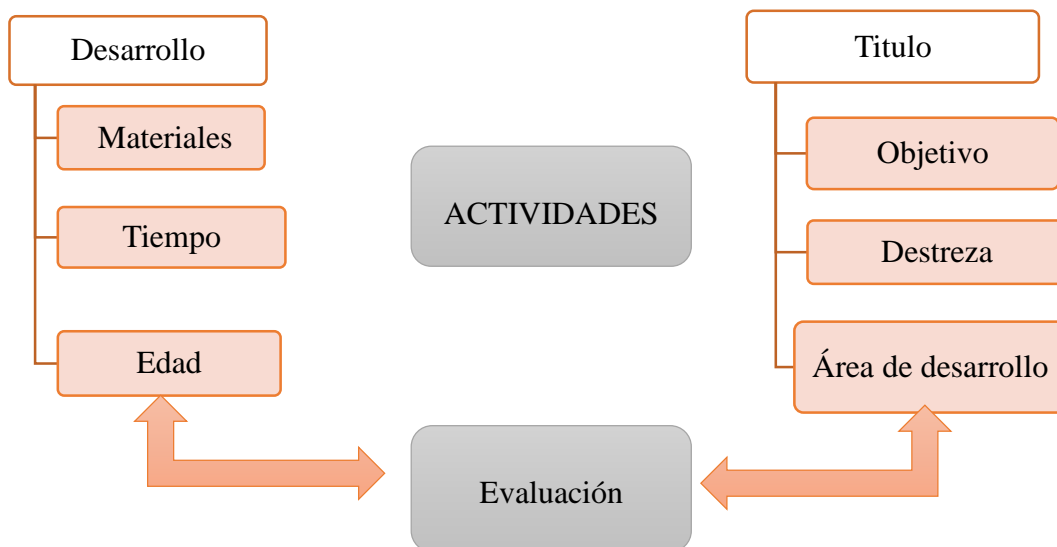 Desarrollo
Materiales
Tiempo
Edad
ACTIVIDADES
Evaluación
Titulo
Objetivo
Destreza
Área de desarrollo